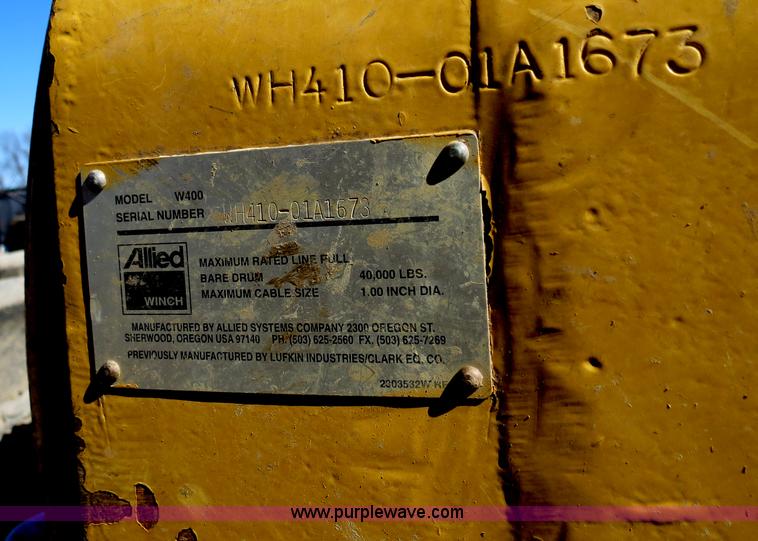 WH410-01A1673
MODEL W400
SERIAL NUMBER WH410-01A1673
Allied
WINCH
MAXIMUM RATED LINE PULL
BARE DRUM 40,000 LBS.
MAXIMUM CABLE SIZE 1.00 INCH DIA.
MANUFACTURED BY ALLIED SYSTEMS COMPANY 2300 OREGON ST.
SHERWOOD, OREGON USA 97140 PH. (503) 625-2560 FX. (503) 625-7269
PREVIOUSLY MANUFACTURED BY LUFKIN INDUSTRIES/CLARK EQ. CO.
2303532W
www.purplewave.com